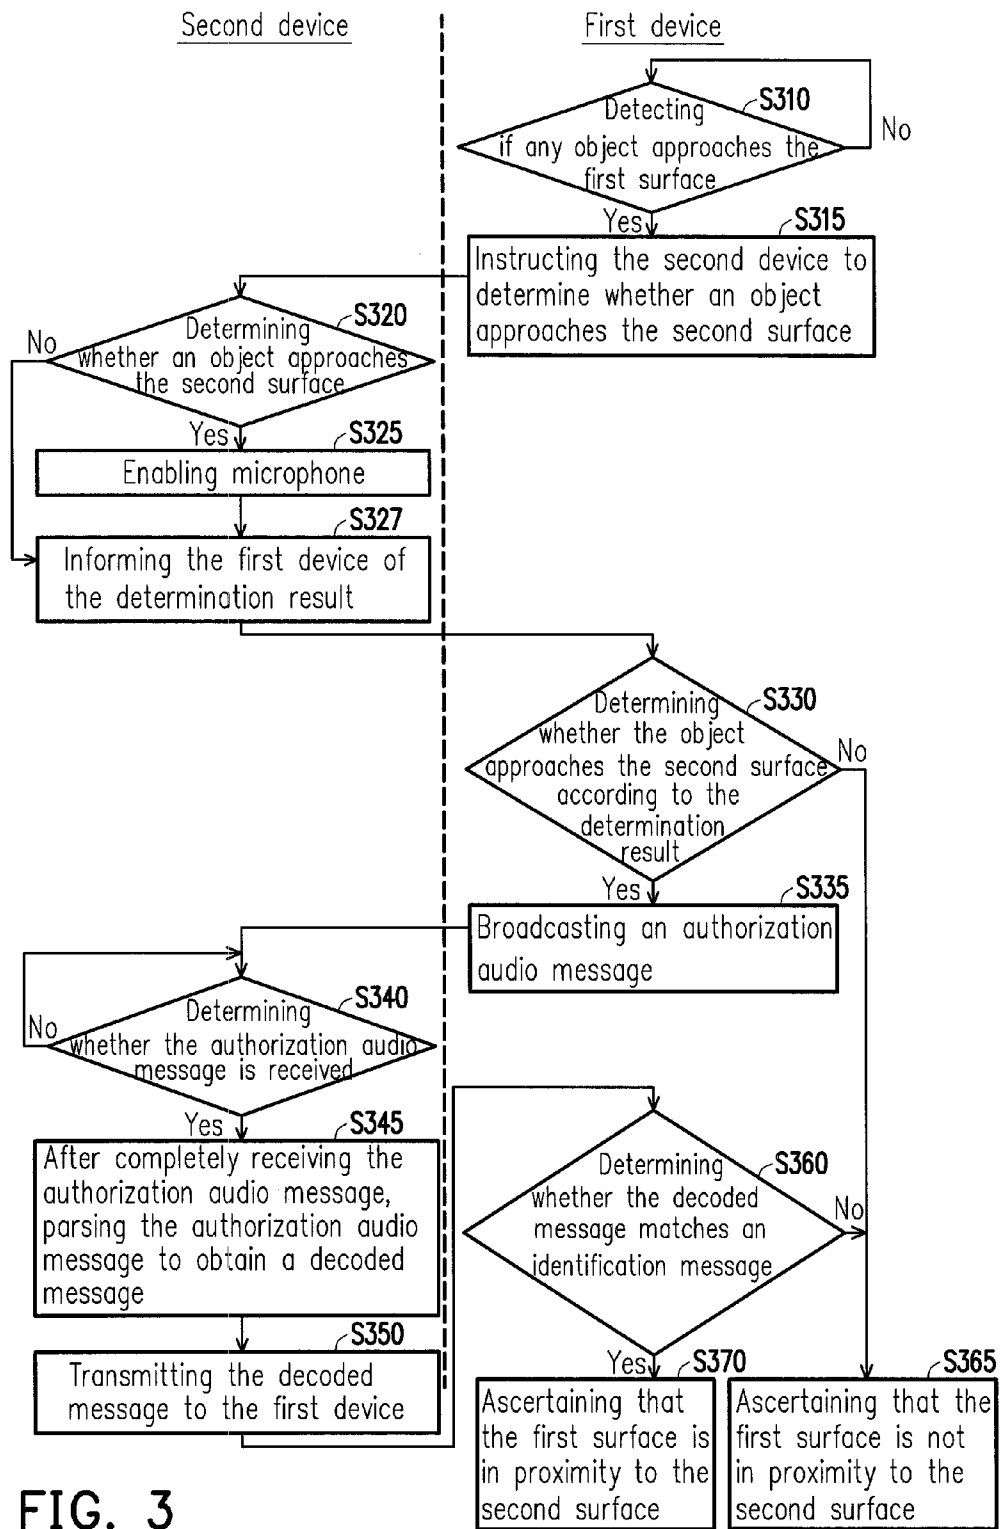 Second device
First device
S310
Detecting
if any object approaches the
first surface
No
Yes
S315
Instructing the second device to
determine whether an object
approaches the second surface
S320
Determining
whether an object approaches
the second surface
No
Yes
S325
Enabling microphone
S327
Informing the first device of
the determination result
S330
Determining
whether the object
approaches the second surface
according to the
determination
result
No
Yes
S335
Broadcasting an authorization
audio message
S340
Determining
whether the authorization audio
message is received
No
Yes
S345
After completely receiving the
authorization audio message,
parsing the authorization audio
message to obtain a decoded
message
S350
Transmitting the decoded
message to the first device
S360
Determining
whether the decoded
message matches an
identification message
No
Yes
S370
Ascertaining that
the first surface is
in proximity to the
second surface
S365
Ascertaining that the
first surface is not
in proximity to the
second surface
FIG. 3